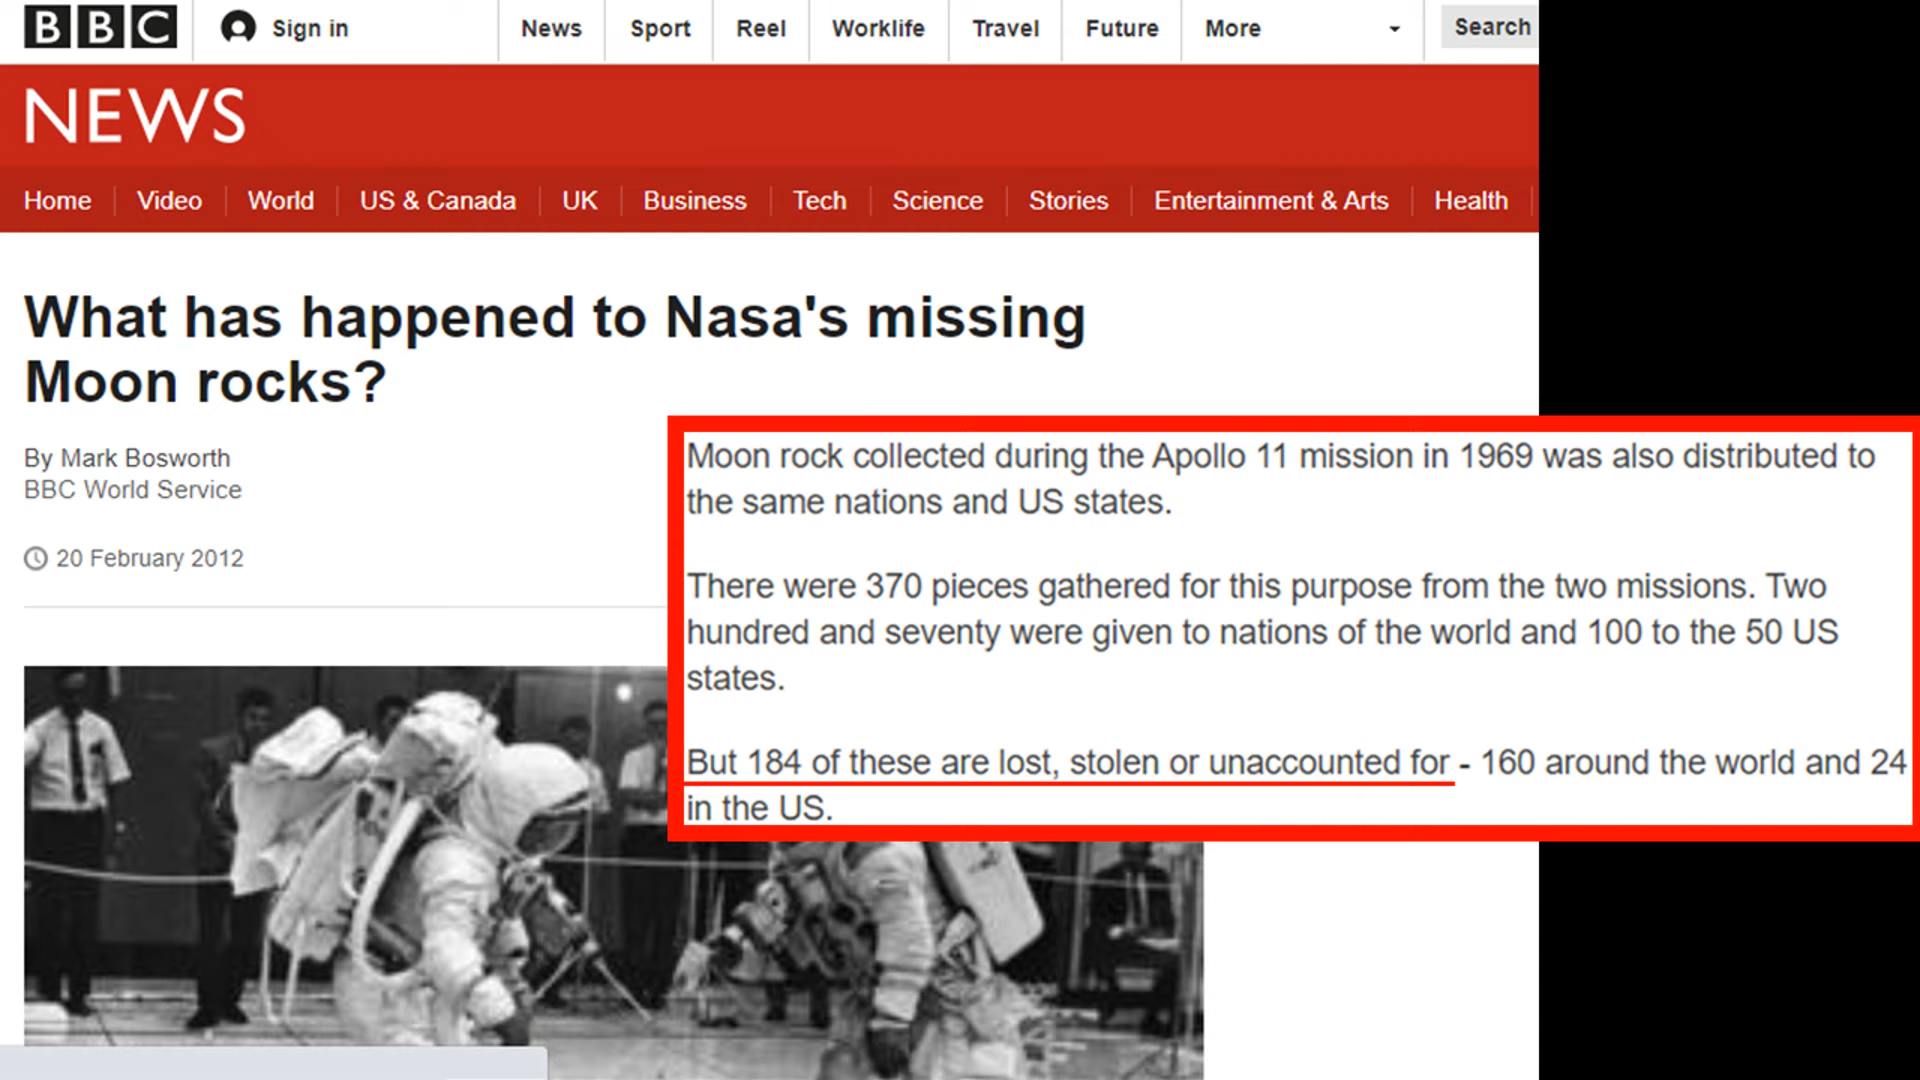 BBC Sign in News Sport Reel Worklife Travel Future More Search
NEWS
Home Video World US & Canada UK Business Tech Science Stories Entertainment & Arts Health
What has happened to Nasa's missing
Moon rocks?
By Mark Bosworth
BBC World Service
20 February 2012
Moon rock collected during the Apollo 11 mission in 1969 was also distributed to
the same nations and US states.
There were 370 pieces gathered for this purpose from the two missions. Two
hundred and seventy were given to nations of the world and 100 to the 50 US
states.
But 184 of these are lost, stolen or unaccounted for - 160 around the world and 24
in the US.